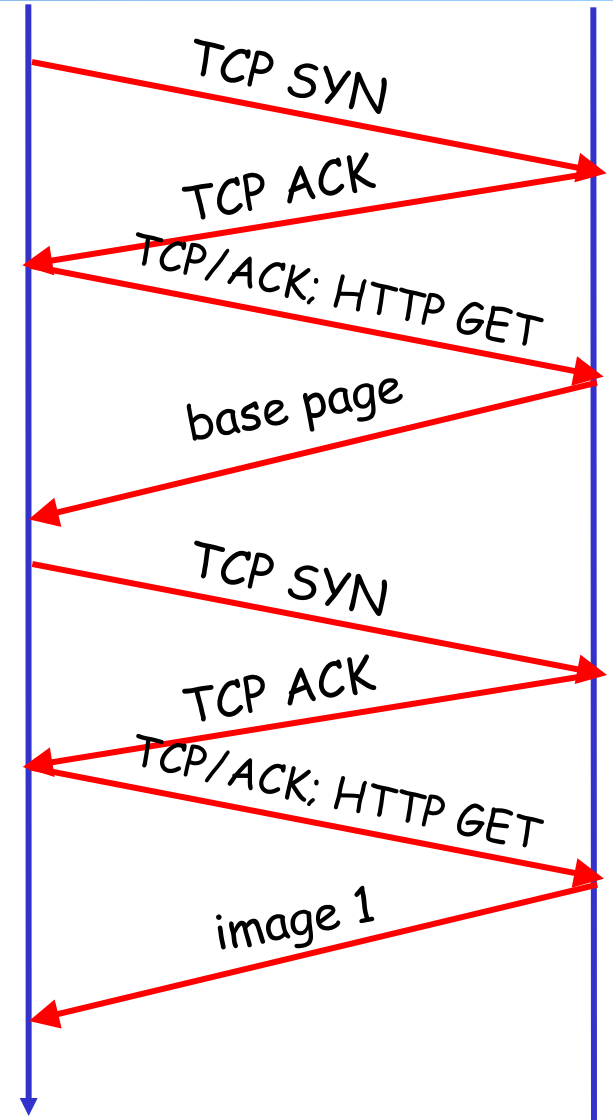 TCP SYN
TCP ACK
TCP/ACK; HTTP GET
base page
TCP SYN
TCP ACK
TCP/ACK; HTTP GET
image 1